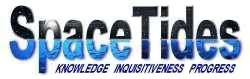 SpaceTides
KNOWLEDGE INQUISITIVENESS PROGRESS